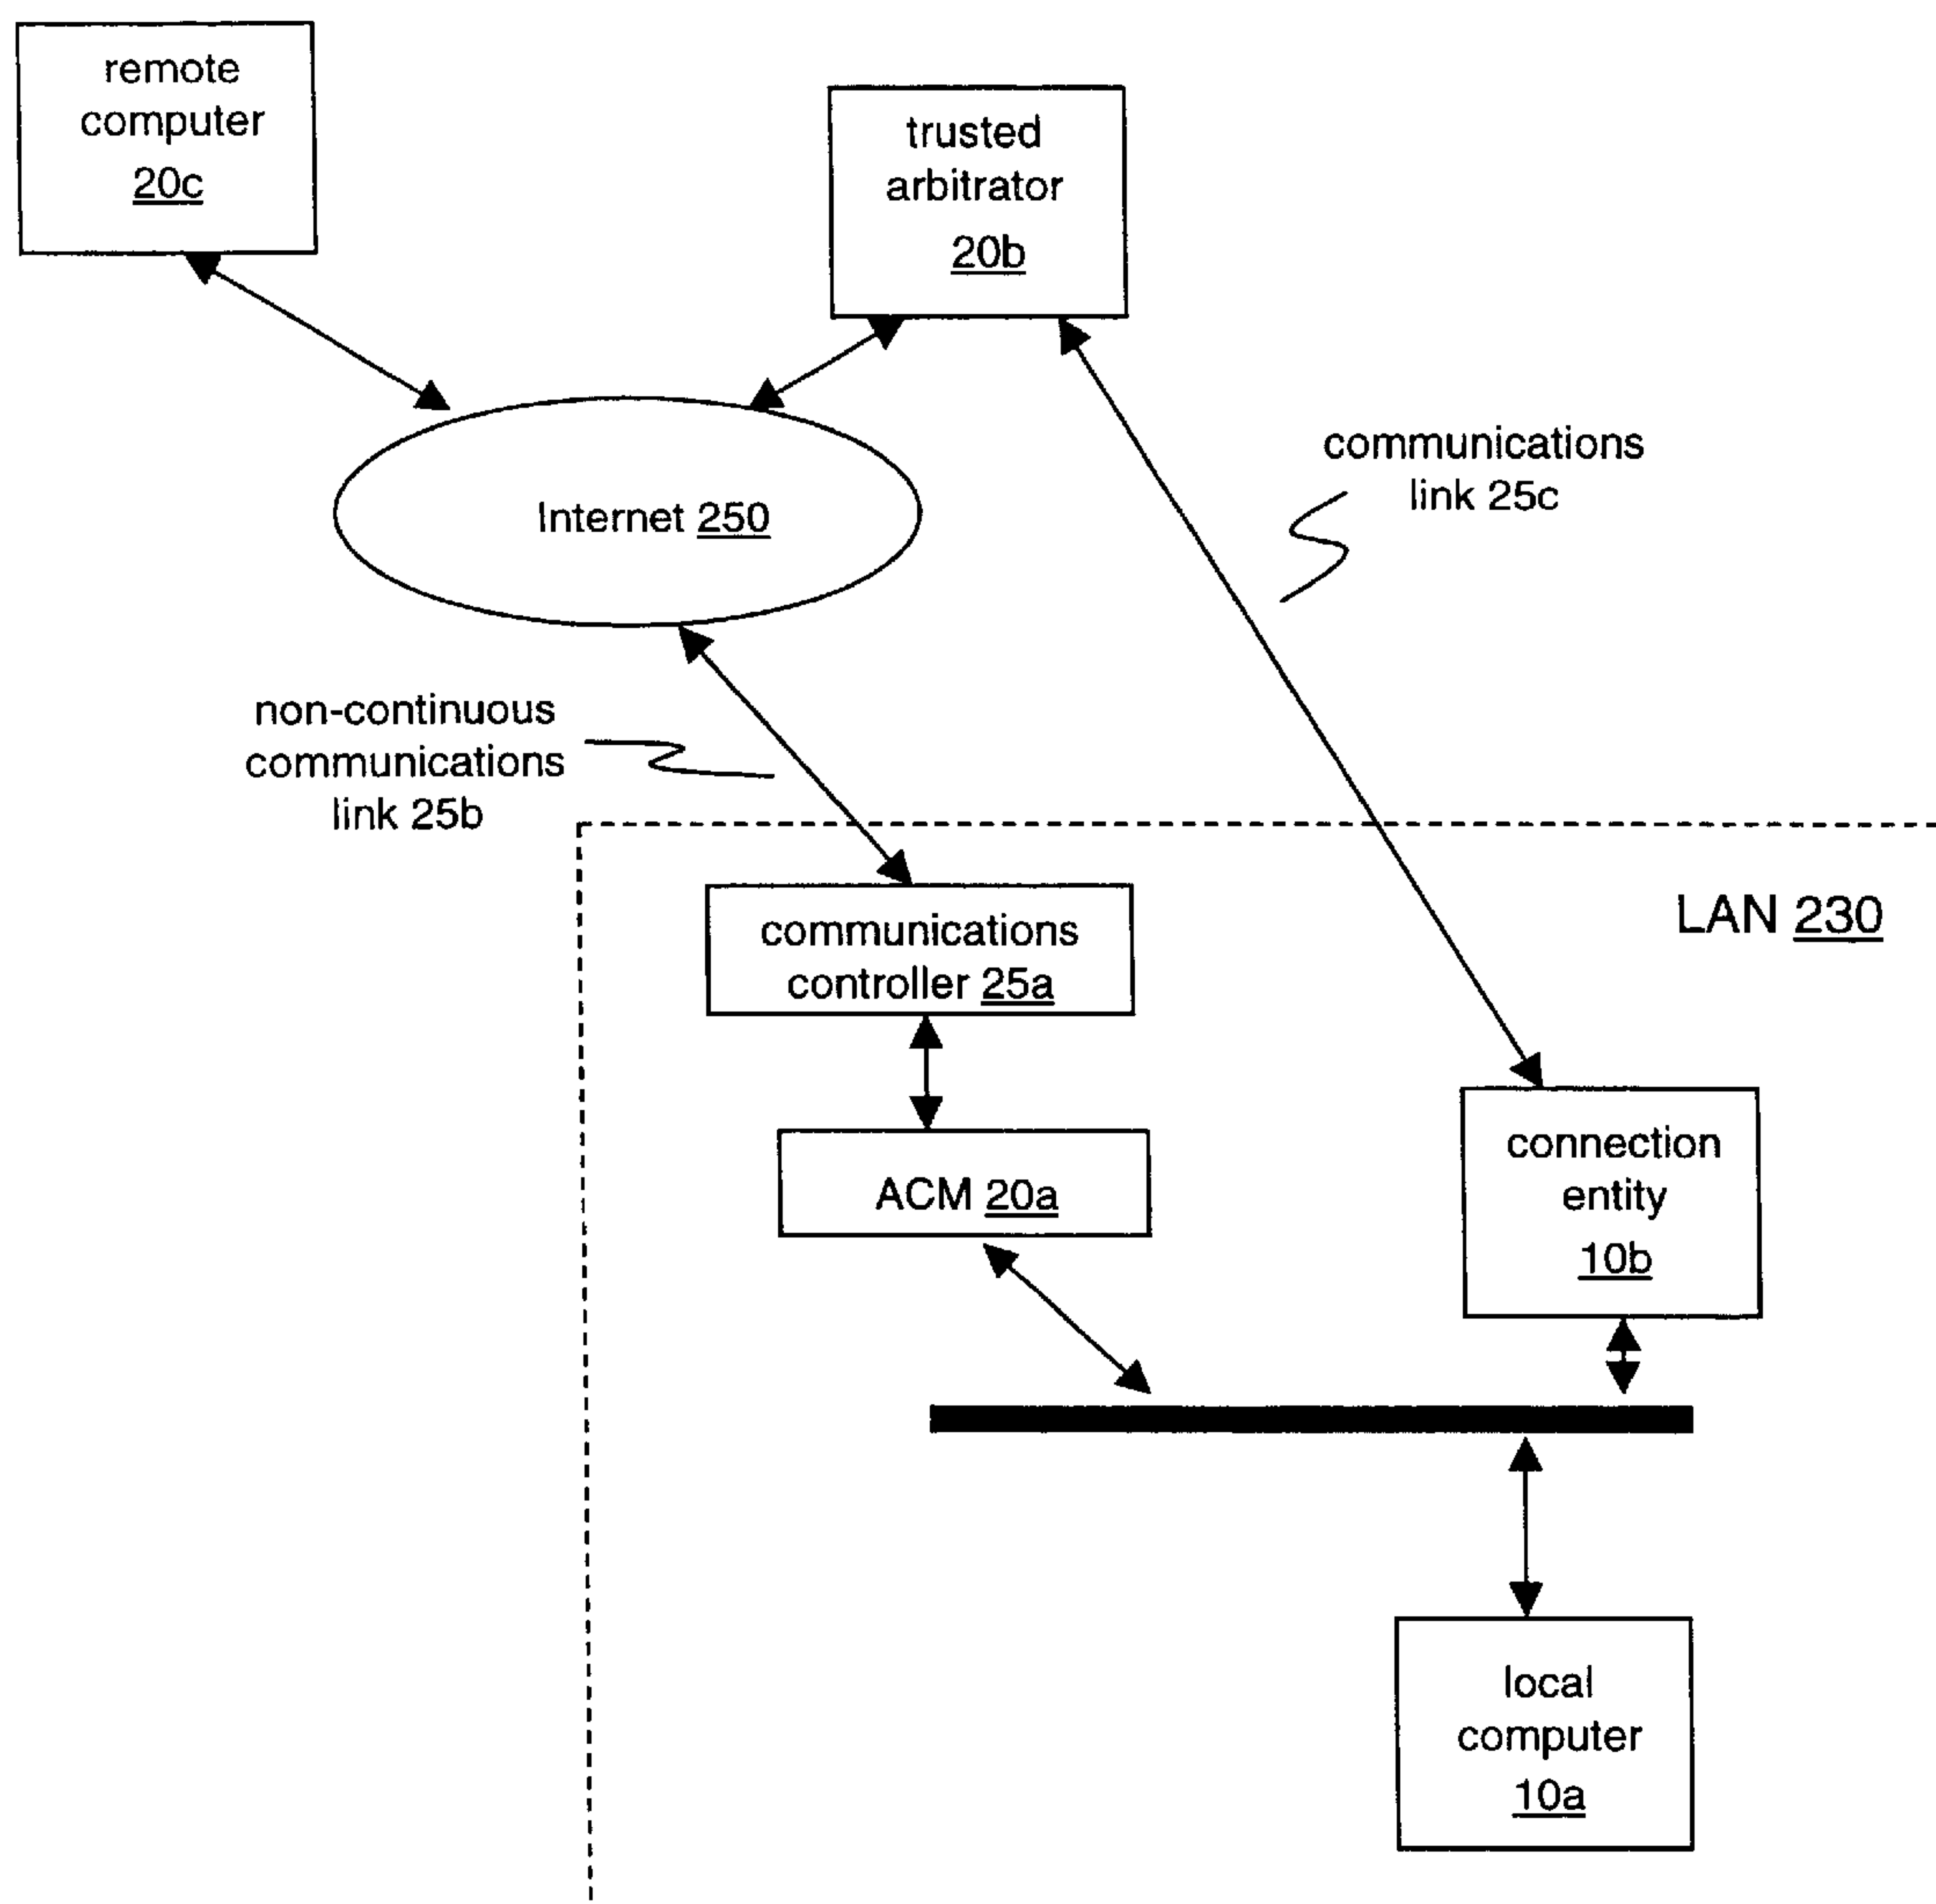 remote
computer
20c
trusted
arbitrator
20b
communications
link 25c
Internet 250
non-continuous
communications
link 25b
LAN 230
communications
controller 25a
ACM 20a
connection
entity
10b
local
computer
10a